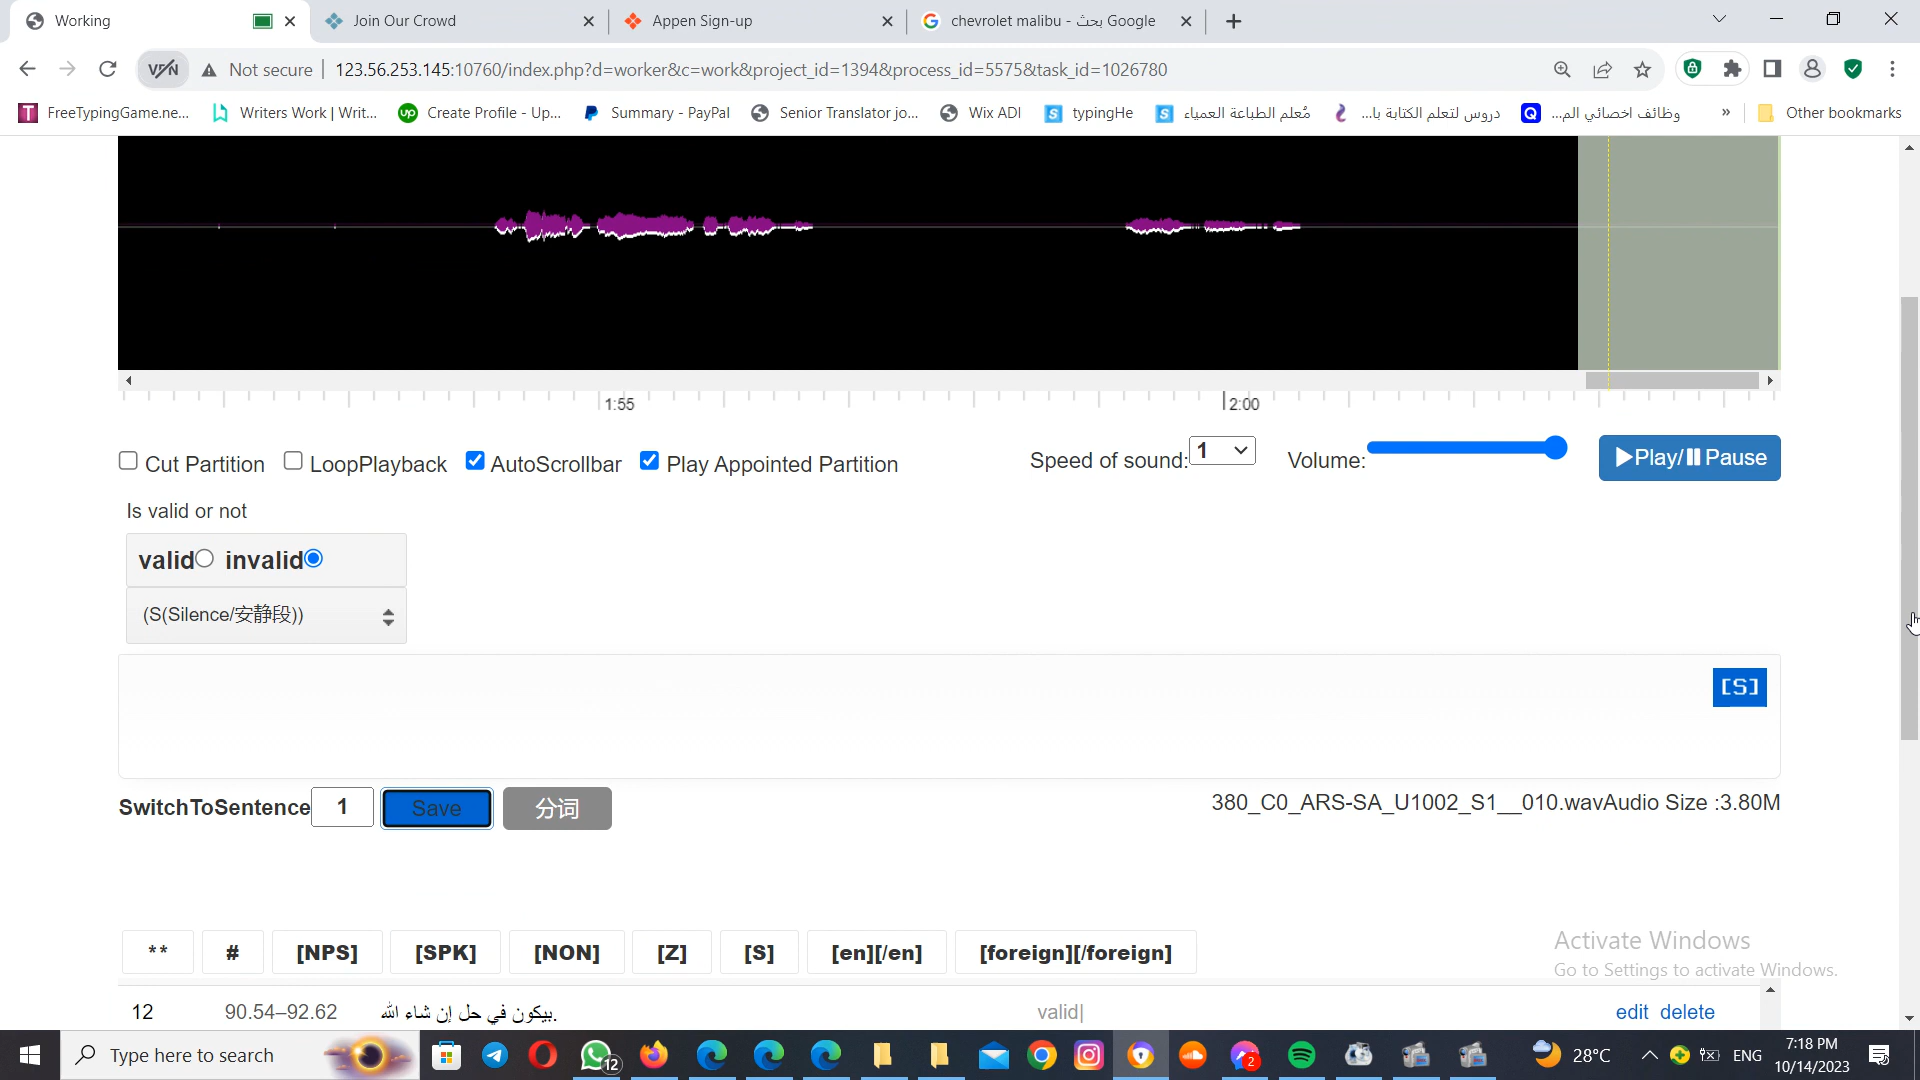 Working
Join Our Crowd
Appen Sign-up
chevrolet malibu - بحث Google
VPN
Not secure
123.56.253.145:10760/index.php?d=worker&c=work&project_id=1394&process_id=5575&task_id=1026780
FreeTypingGame.ne...
Writers Work | Writ...
Create Profile - Up...
Summary - PayPal
Senior Translator jo...
Wix ADI
typingHe
مُعلم الطباعة العمياء
دروس لتعلم الكتابة با...
وظائف اخصائي الم...
»
Other bookmarks
1:55
2:00
Cut Partition
LoopPlayback
AutoScrollbar
Play Appointed Partition
Speed of sound:
1
Volume:
Play/ Pause
Is valid or not
valid
invalid
(S(Silence/安静段))
[S]
SwitchToSentence
1
Save
分词
380_C0_ARS-SA_U1002_S1__010.wavAudio Size :3.80M
**
#
[NPS]
[SPK]
[NON]
[Z]
[S]
[en][/en]
[foreign][/foreign]
Activate Windows
Go to Settings to activate Windows.
12
90.54–92.62
بيكون في حل إن شاء الله.
valid|
edit
delete
Type here to search
12
2
28°C
ENG
7:18 PM
10/14/2023